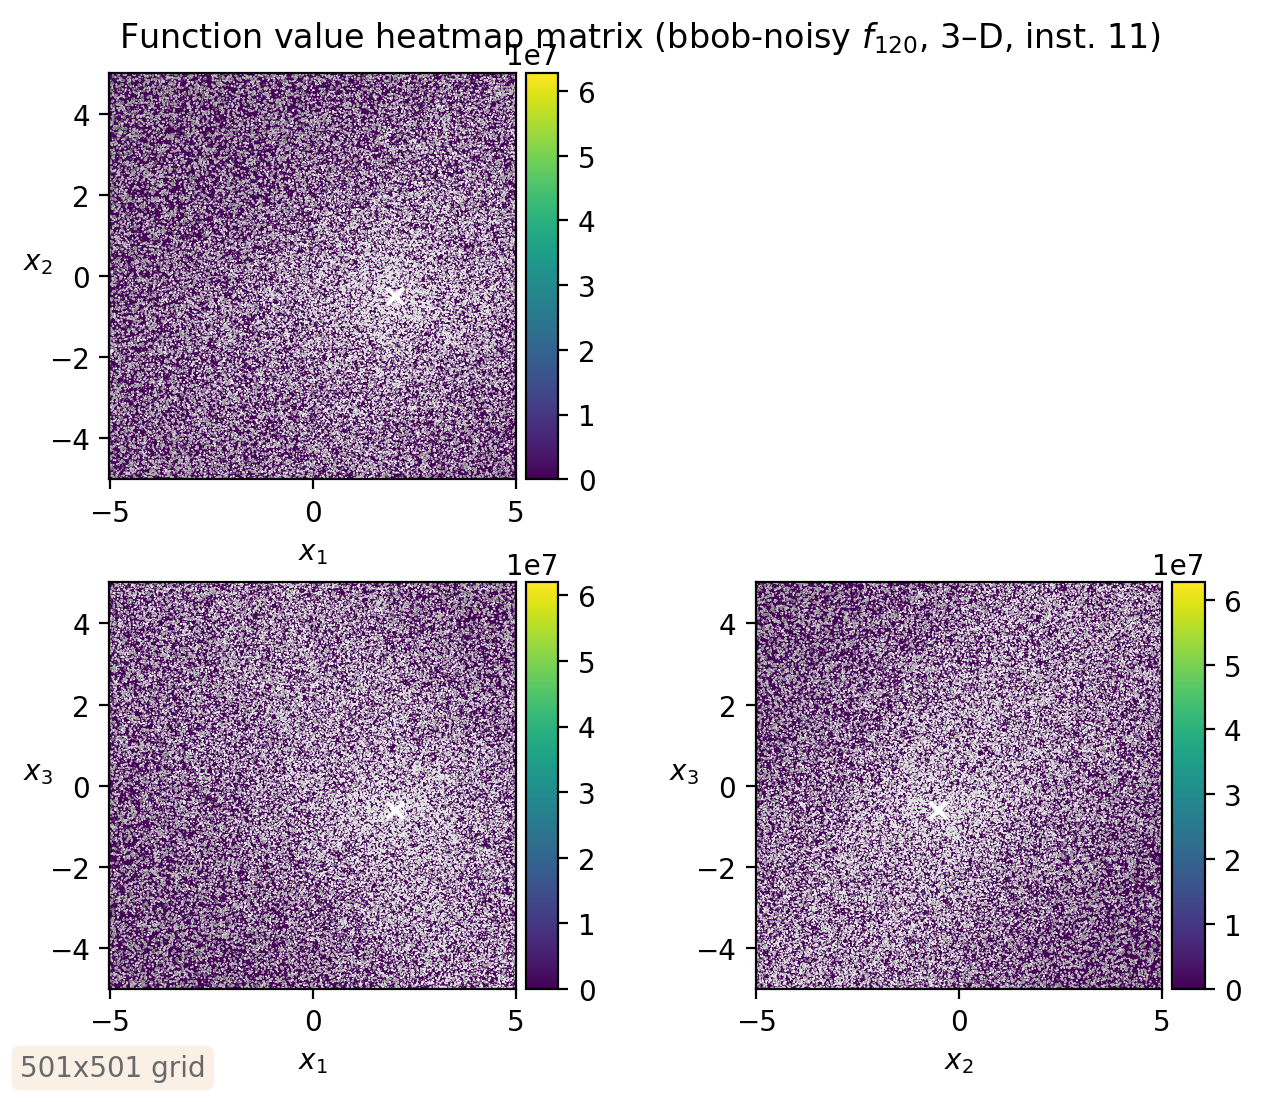 Function value heatmap matrix (bbob-noisy f₁₂₀, 3–D, inst. 11)
1e7
6
5
4
3
2
1
0
x₂
4
2
0
−2
−4
−5 0 5
x₁
1e7
6
5
4
3
2
1
0
x₃
4
2
0
−2
−4
−5 0 5
x₁
1e7
6
5
4
3
2
1
0
x₃
4
2
0
−2
−4
−5 0 5
x₂
501x501 grid